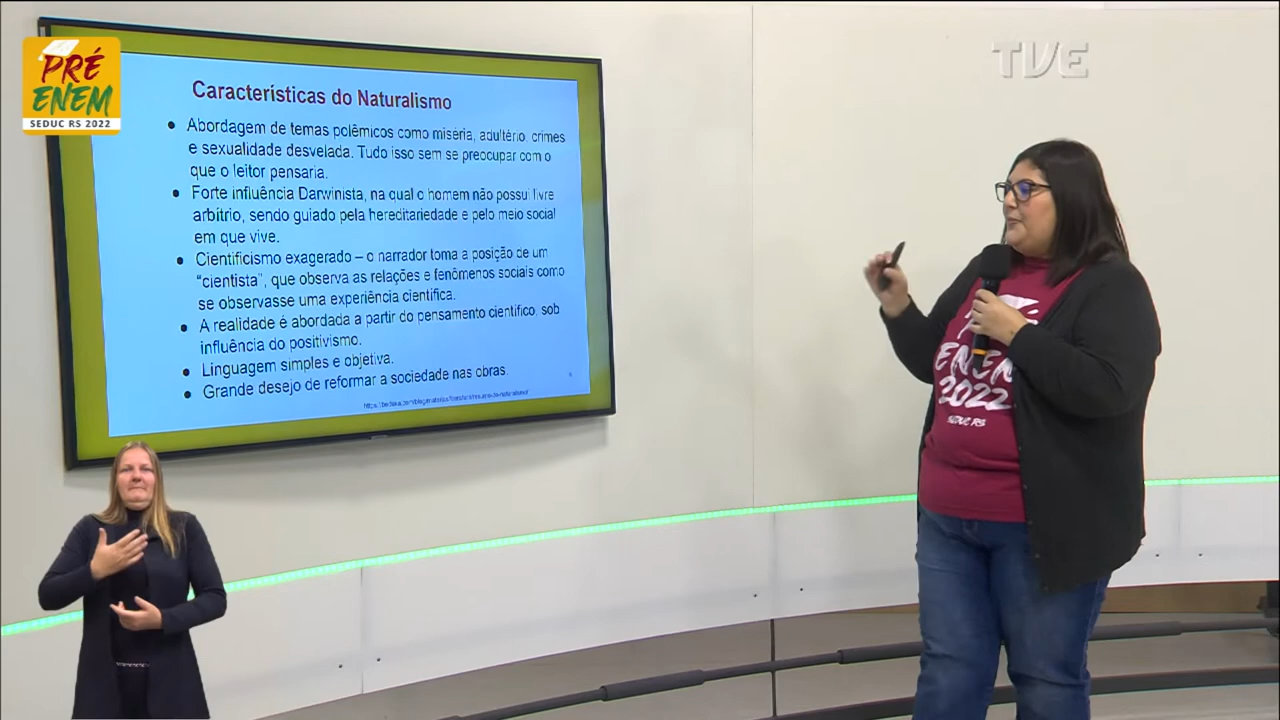 PRÉ
ENEM
SEDUC RS 2022
TVE
Características do Naturalismo
Abordagem de temas polêmicos como miséria, adultério, crimes
e sexualidade desvelada. Tudo isso sem se preocupar com o
que o leitor pensaria.
Forte influência Darwinista, na qual o homem não possui livre
arbítrio, sendo guiado pela hereditariedade e pelo meio social
em que vive.
Cientificismo exagerado – o narrador toma a posição de um
“cientista”, que observa as relações e fenômenos sociais como
se observasse uma experiência científica.
A realidade é abordada a partir do pensamento científico, sob
influência do positivismo.
Linguagem simples e objetiva.
Grande desejo de reformar a sociedade nas obras.
ENEM
2022
SEDUC RS